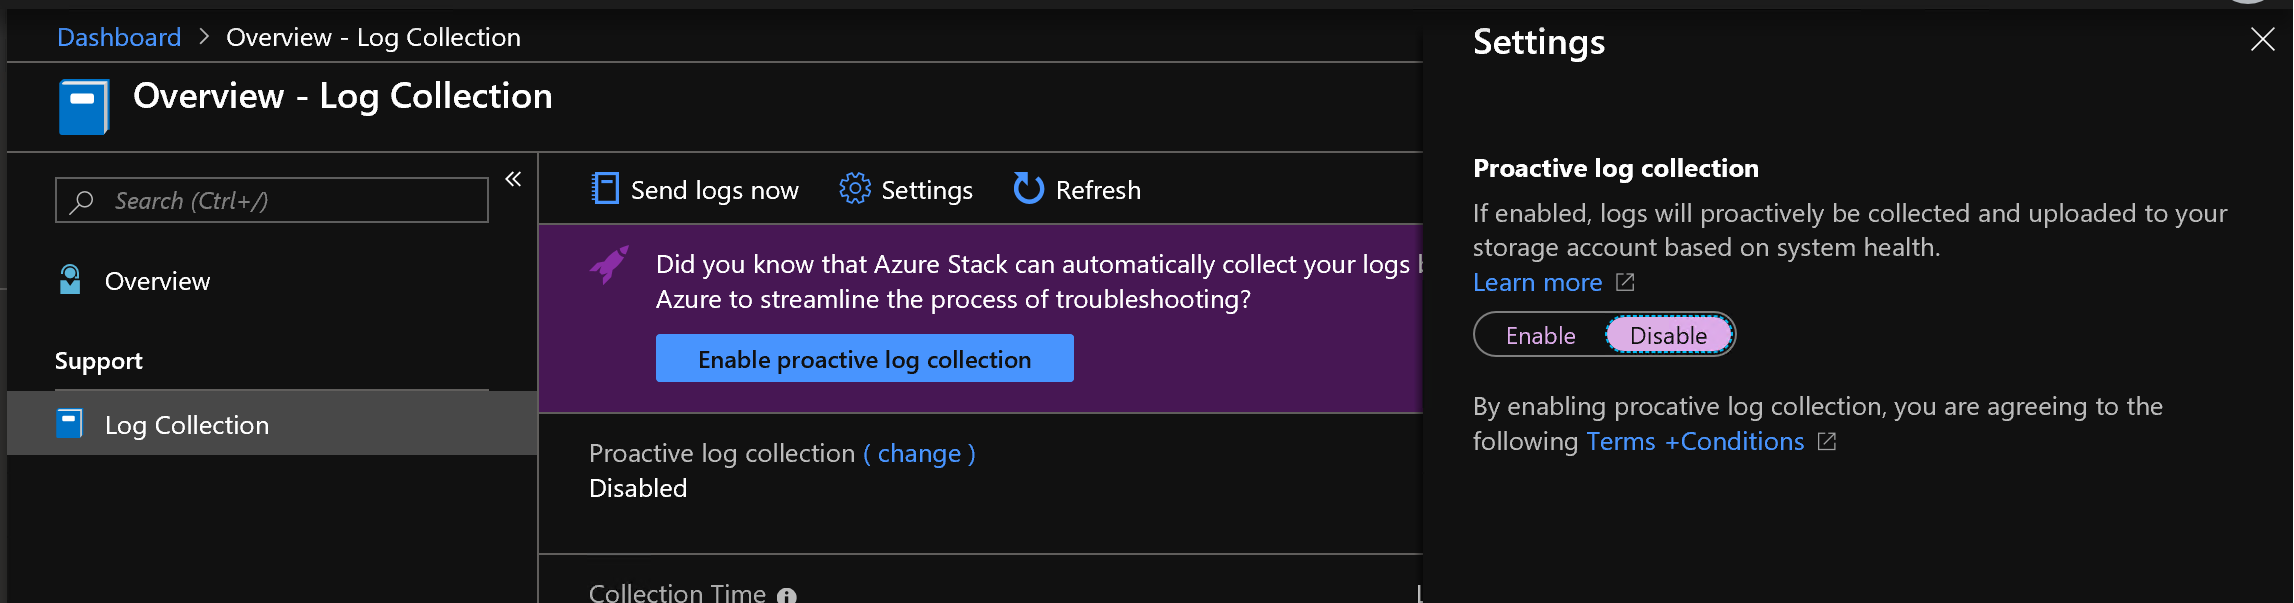 Dashboard > Overview - Log Collection
Overview - Log Collection
Search (Ctrl+/)
«
Overview
Support
Log Collection
Send logs now
Settings
Refresh
Did you know that Azure Stack can automatically collect your logs
Azure to streamline the process of troubleshooting?
Enable proactive log collection
Proactive log collection ( change )
Disabled
Collection Time
Settings
Proactive log collection
If enabled, logs will proactively be collected and uploaded to your
storage account based on system health.
Learn more
Enable
Disable
By enabling procative log collection, you are agreeing to the
following Terms +Conditions